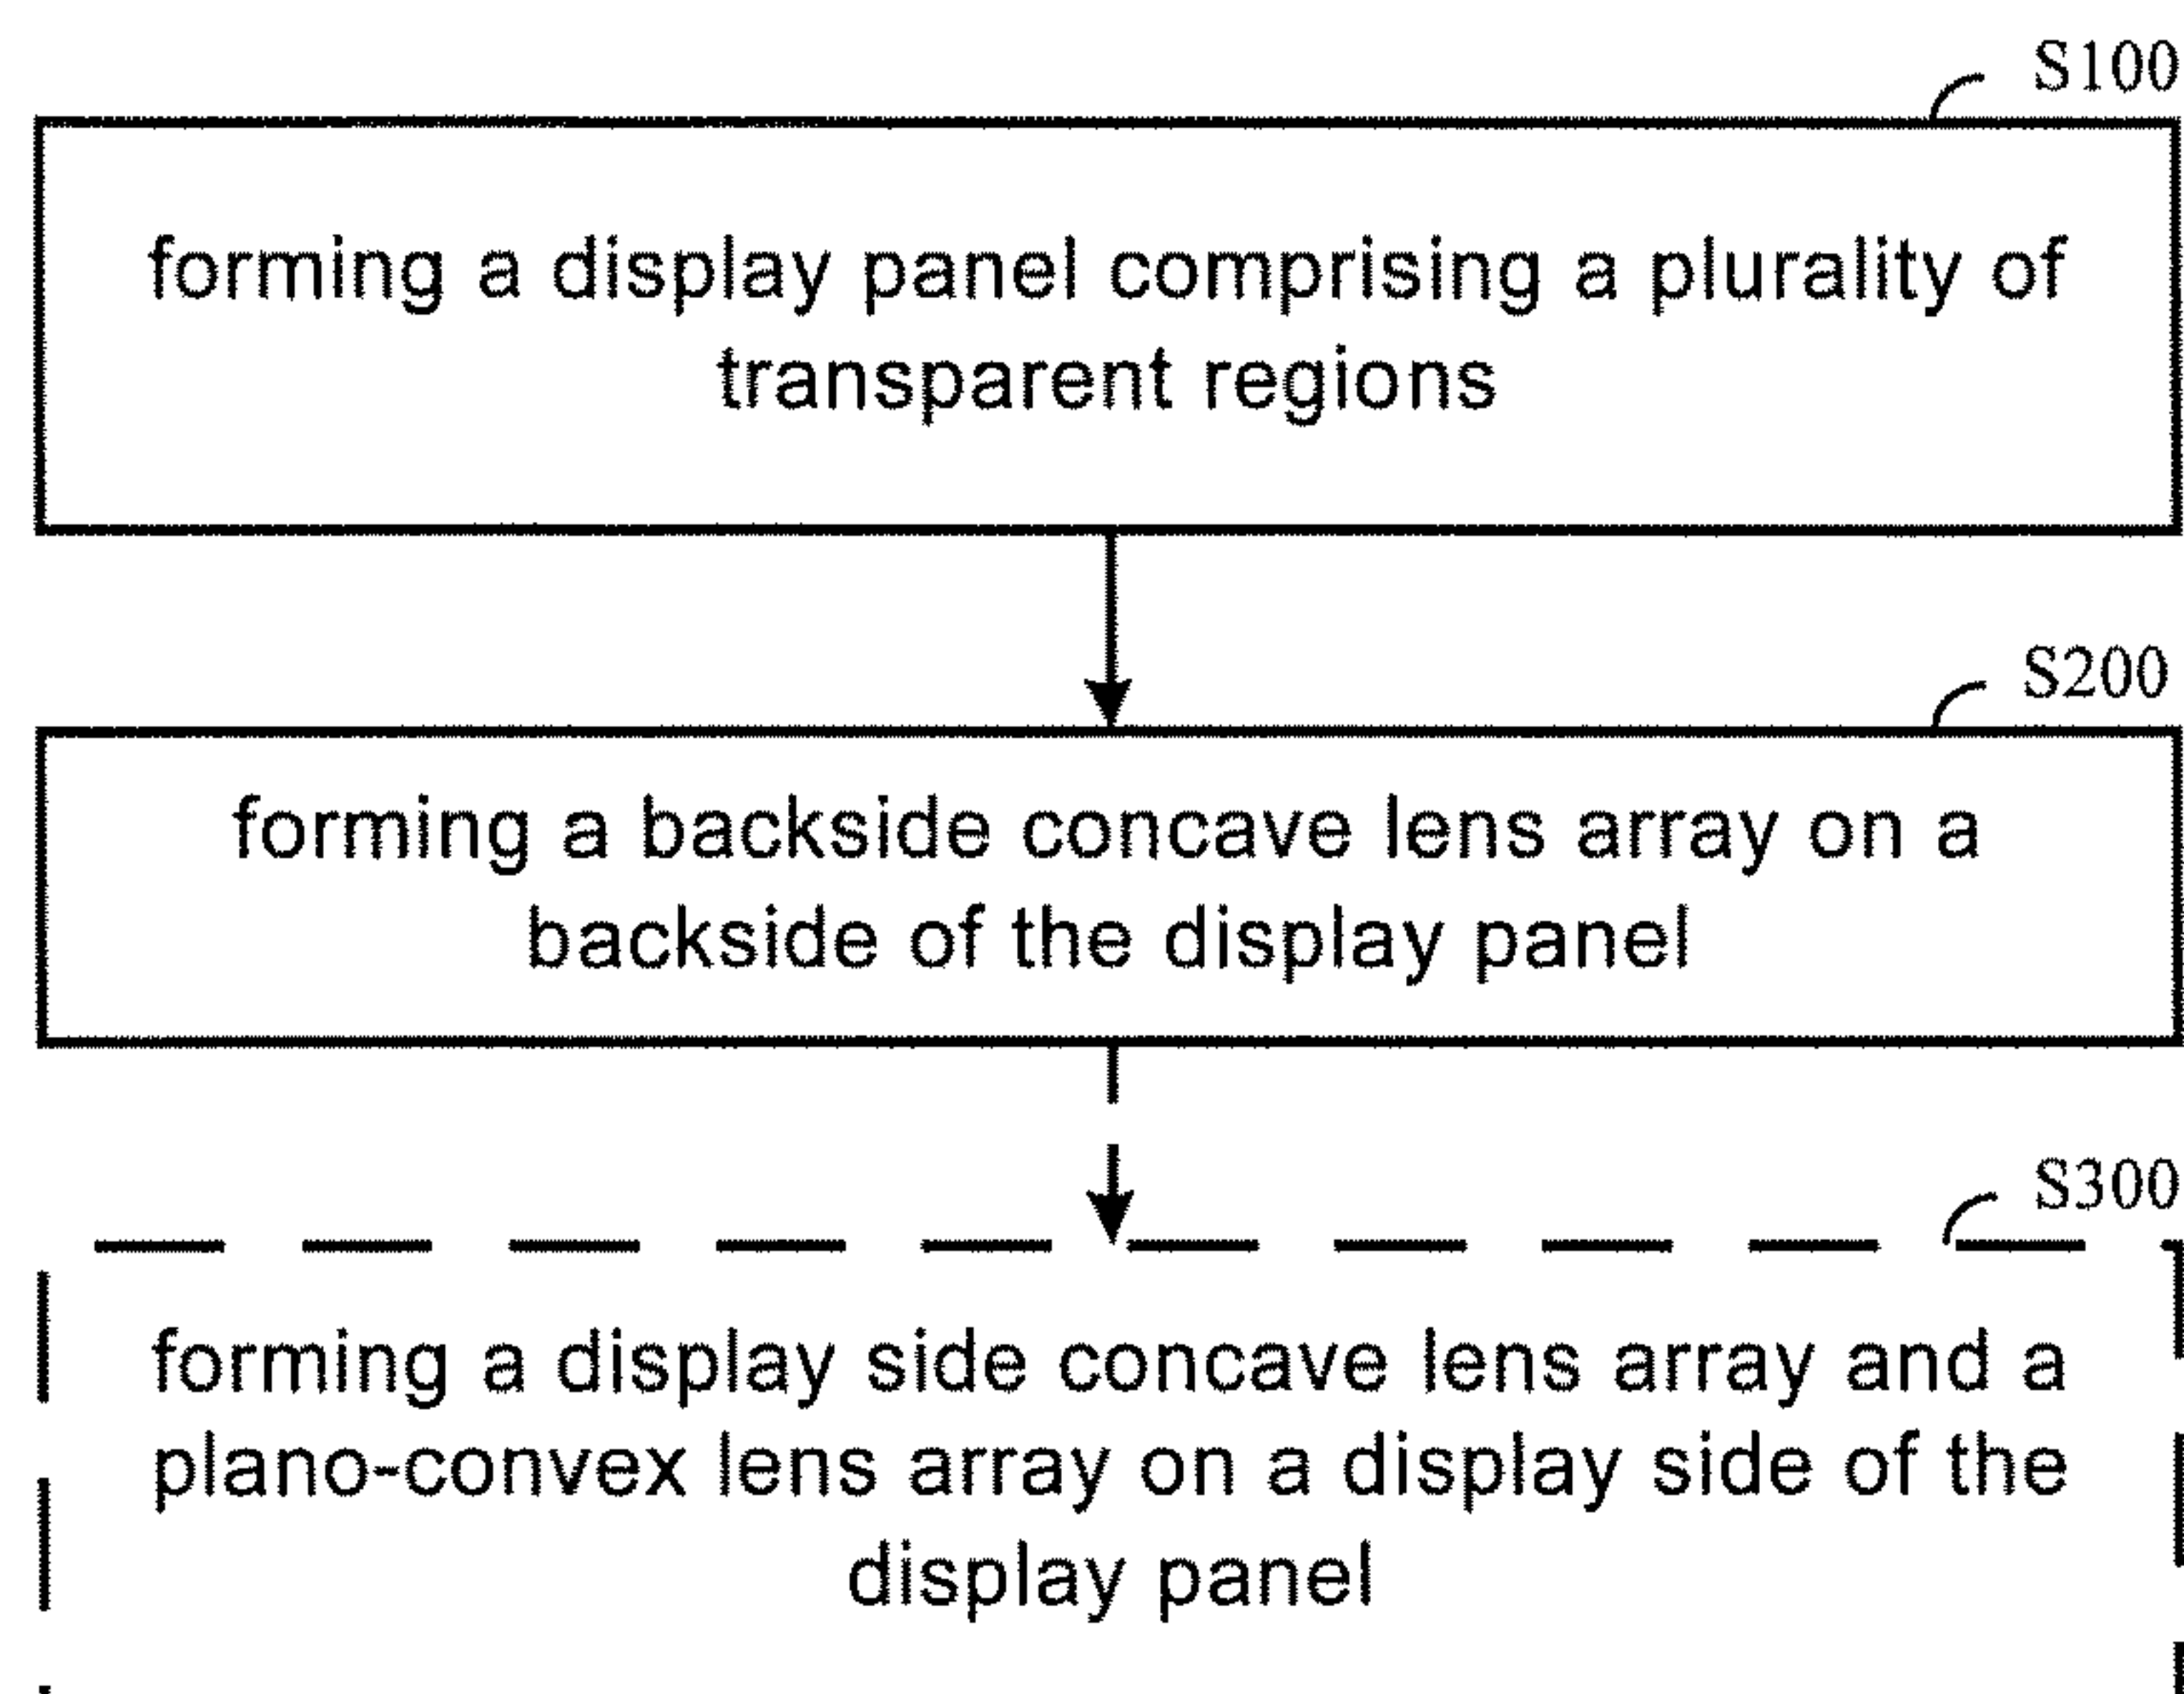 S100
forming a display panel comprising a plurality of
transparent regions
S200
forming a backside concave lens array on a
backside of the display panel
S300
forming a display side concave lens array and a
plano-convex lens array on a display side of the
display panel